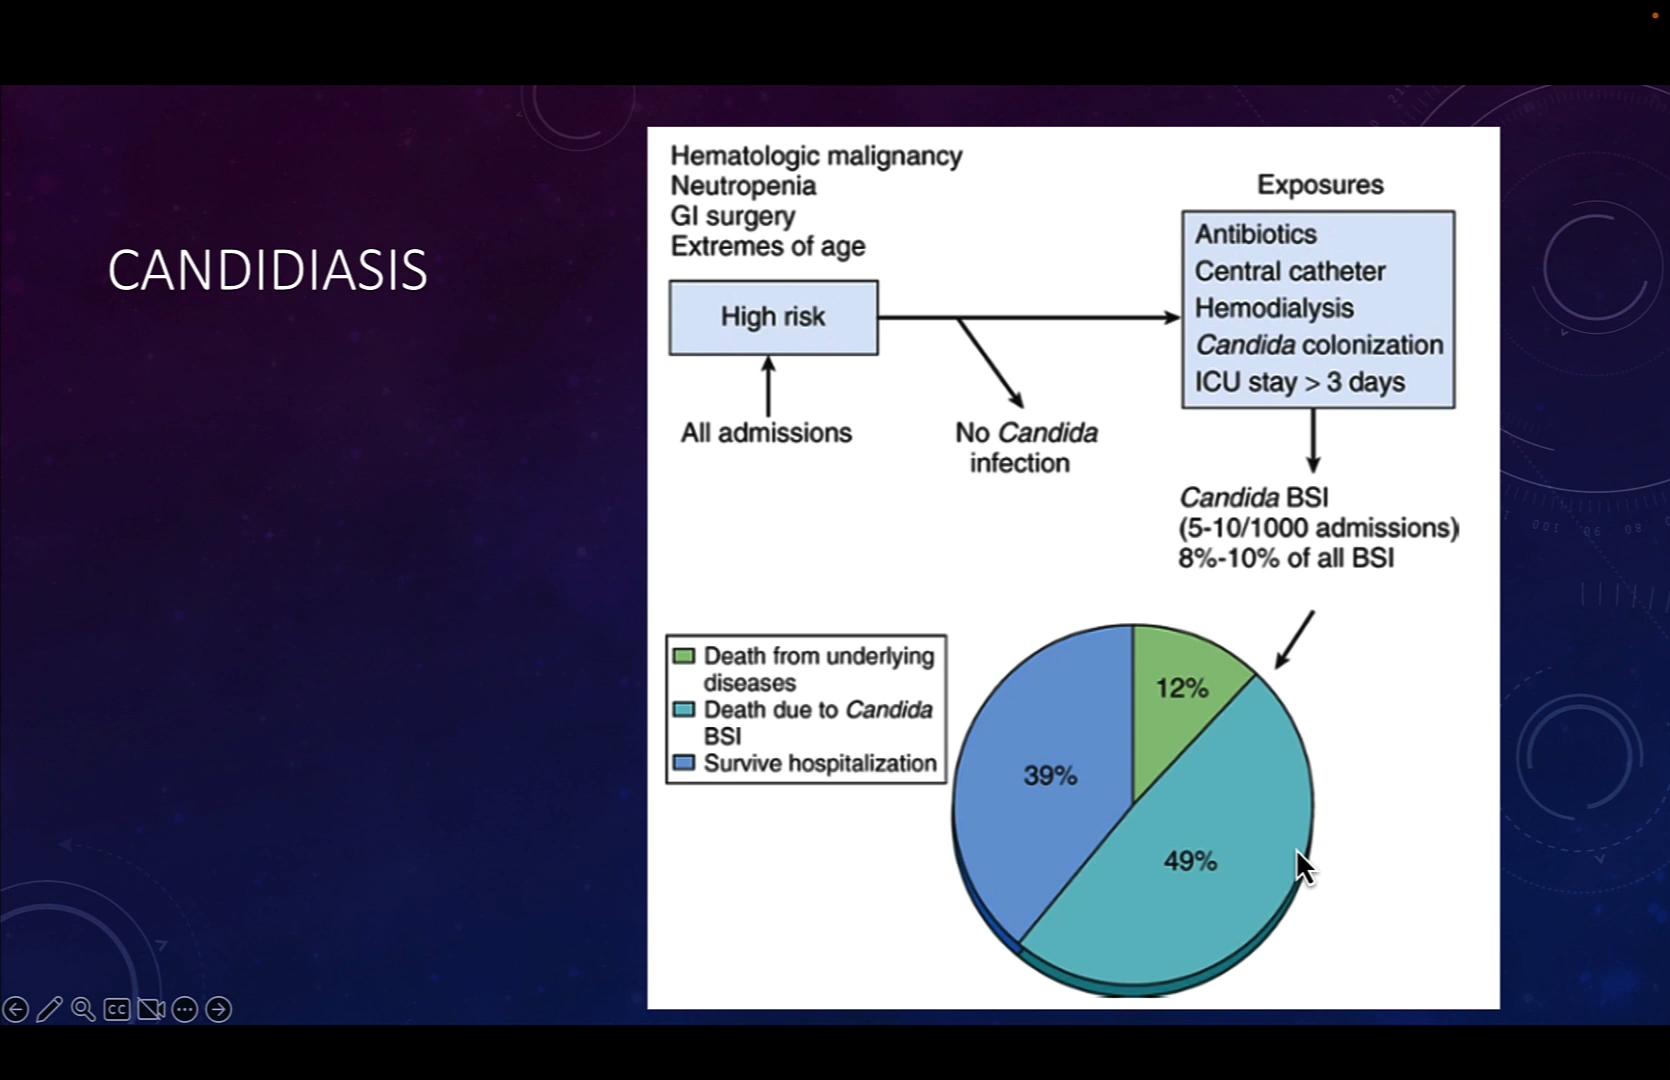 CANDIDIASIS
Hematologic malignancy
Neutropenia
GI surgery
Extremes of age
High risk
All admissions
No Candida
infection
Exposures
Antibiotics
Central catheter
Hemodialysis
Candida colonization
ICU stay > 3 days
Candida BSI
(5-10/1000 admissions)
8%-10% of all BSI
Death from underlying
diseases
Death due to Candida
BSI
Survive hospitalization
12%
39%
49%
CC